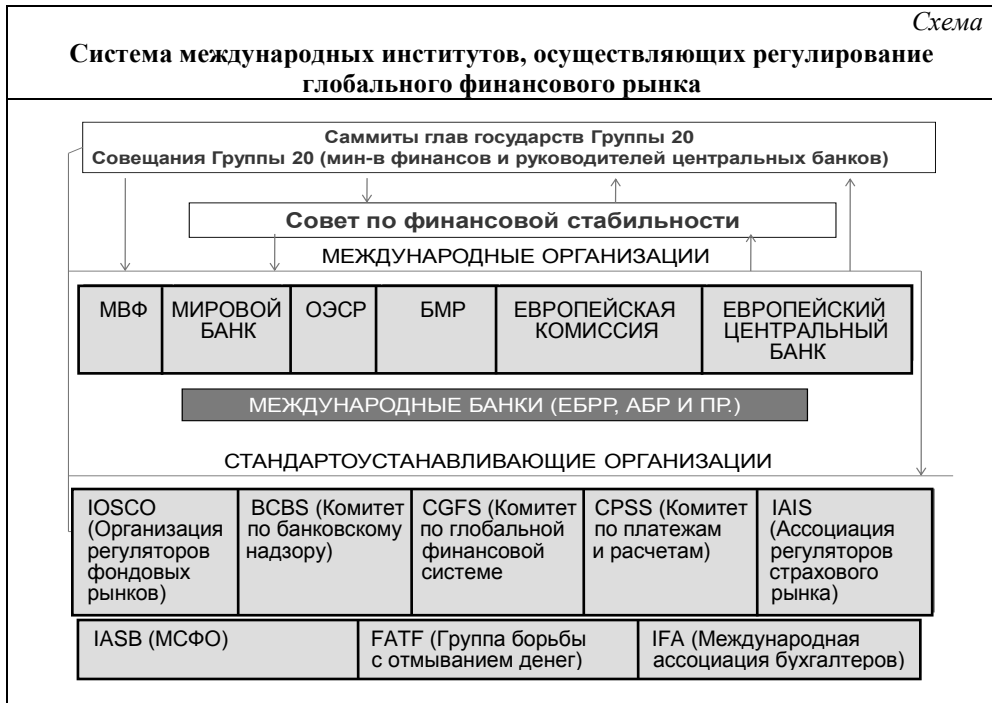 Схема
Система международных институтов, осуществляющих регулирование
глобального финансового рынка
Саммиты глав государств Группы 20
Совещания Группы 20 (мин-в финансов и руководителей центральных банков)
Совет по финансовой стабильности
МЕЖДУНАРОДНЫЕ ОРГАНИЗАЦИИ
МВФ
МИРОВОЙ
БАНК
ОЭСР
БМР
ЕВРОПЕЙСКАЯ
КОМИССИЯ
ЕВРОПЕЙСКИЙ
ЦЕНТРАЛЬНЫЙ
БАНК
МЕЖДУНАРОДНЫЕ БАНКИ (ЕБРР, АБР И ПР.)
СТАНДАРТОУСТАНАВЛИВАЮЩИЕ ОРГАНИЗАЦИИ
IOSCO
(Организация
регуляторов
фондовых
рынков)
BCBS (Комитет
по банковскому
надзору)
CGFS (Комитет
по глобальной
финансовой
системе
CPSS (Комитет
по платежам
и расчетам)
IAIS
(Ассоциация
регуляторов
страхового
рынка)
IASB (МСФО)
FATF (Группа борьбы
с отмыванием денег)
IFA (Международная
ассоциация бухгалтеров)